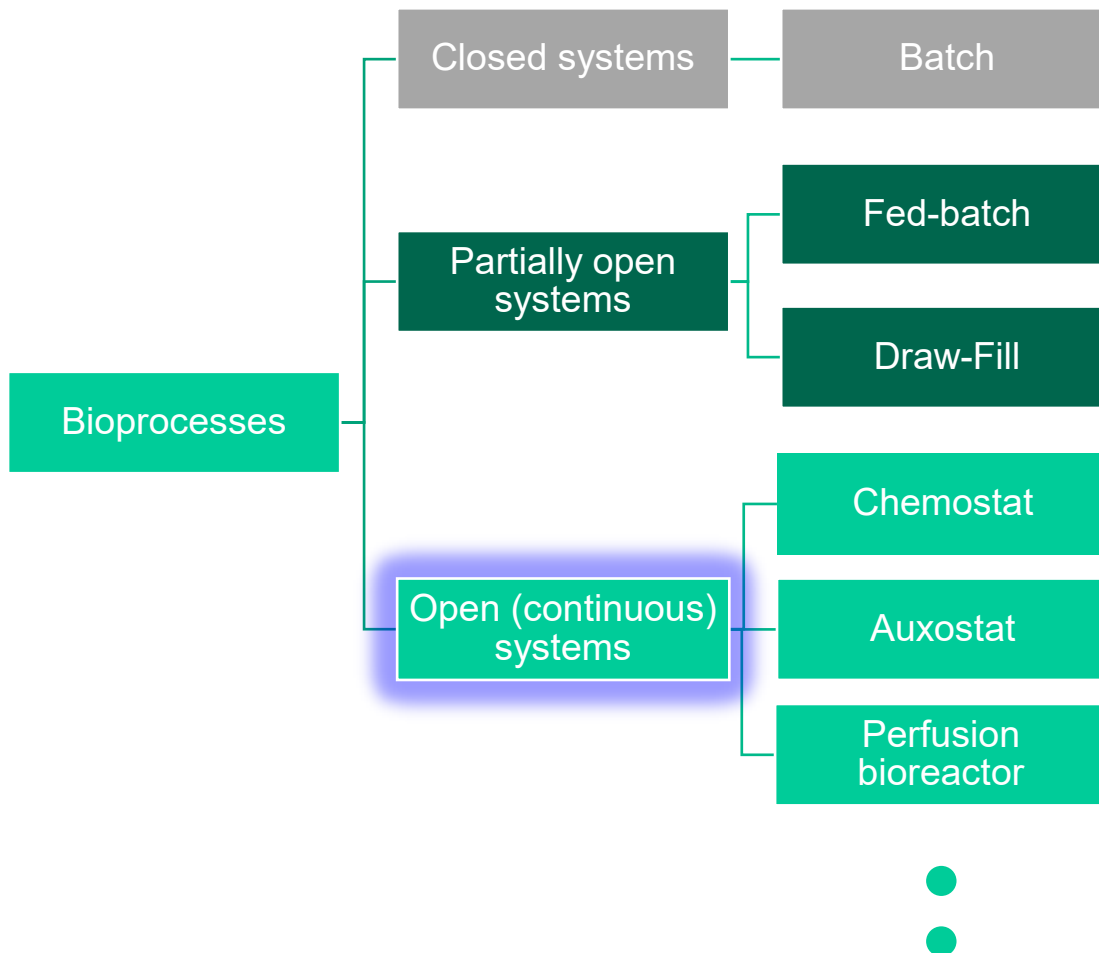 Closed systems
Batch
Fed-batch
Partially open
systems
Draw-Fill
Bioprocesses
Chemostat
Open (continuous)
systems
Auxostat
Perfusion
bioreactor